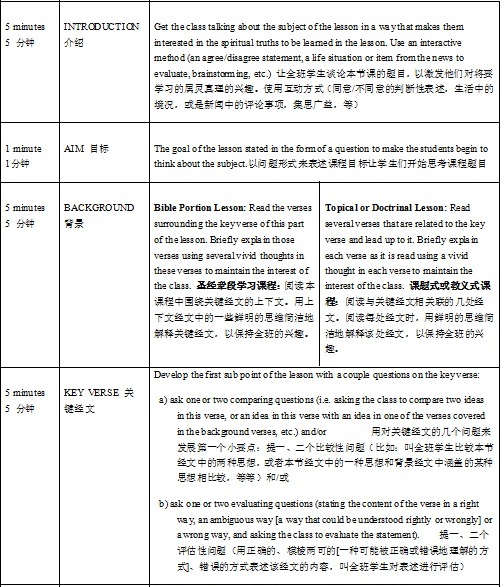 5 minutes
5 分钟
INTRODUCTION
介绍
Get the class talking about the subject of the lesson in a way that makes them
interested in the spiritual truths to be learned in the lesson. Use an interactive
method (an agree/disagree statement, a life situation or item from the news to
evaluate, brainstorming, etc.) 让全班学生谈论本节课的题目，以激发他们对将要
学习的属灵真理的兴趣。使用互动方式（同意/不同意的判断性表述，生活中的
境况，或是新闻中的评论事项，集思广益，等）
1 minute
1分钟
AIM 目标
The goal of the lesson stated in the form of a question to make the students begin to
think about the subject.以问题形式来表述课程目标让学生们开始思考课程题目
5 minutes
5 分钟
BACKGROUND
背景
Bible Portion Lesson: Read the verses
surrounding the key verse of this part
of the lesson. Briefly explain those
verses using several vivid thoughts in
these verses to maintain the interest of
the class. 圣经章段学习课程：阅读本
课程中围绕关键经文的上下文。用上
下文经文中的一些鲜明的思维简洁地
解释关键经文，以保持全班的兴趣。
Topical or Doctrinal Lesson: Read
several verses that are related to the key
verse and lead up to it. Briefly explain
each verse as it is read using a vivid
thought in each verse to maintain the
interest of the class. 课题式或教义式课
程：阅读与关键经文相关联的几处经
文。阅读每处经文时，用鲜明的思维简
洁地解释该处经文，以保持全班的兴
趣。
5 minutes
5 分钟
KEY VERSE 关
键经文
Develop the first sub point of the lesson with a couple questions on the key verse:
a) ask one or two comparing questions (i.e. asking the class to compare two ideas
in this verse, or an idea in this verse with an idea in one of the verses covered
in the background verses, etc.) and/or 用对关键经文的几个问题来
发展第一个小要点：提一、二个比较性问题（比如：叫全班学生比较本节
经文中的两种思想，或者本节经文中的一种思想和背景经文中涵盖的某种
思想相比较，等等）和/或
b) ask one or two evaluating questions (stating the content of the verse in a right
way, an ambiguous way [a way that could be understood rightly or wrongly] or
a wrong way, and asking the class to evaluate the statement). 提一、二个
评估性问题（用正确的、模棱两可的[一种可能被正确或错误地理解的方
式]、错误的方式表述该经文的内容，叫全班学生对表述进行评估）